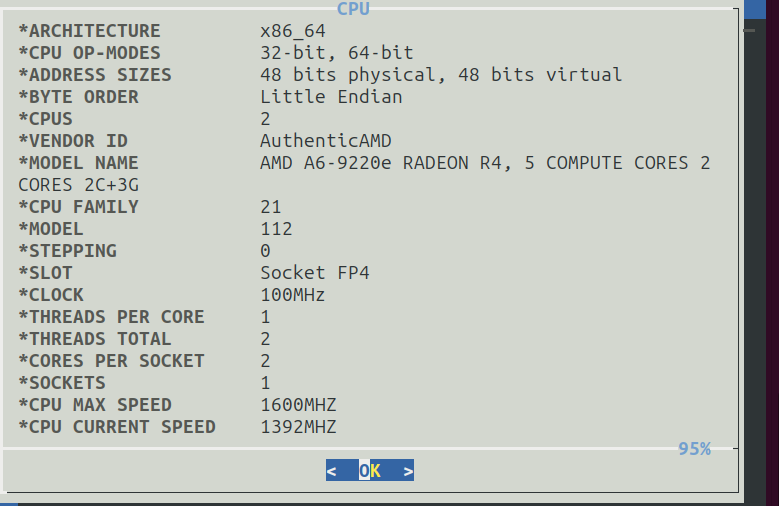 CPU
*ARCHITECTURE x86_64
*CPU OP-MODES 32-bit, 64-bit
*ADDRESS SIZES 48 bits physical, 48 bits virtual
*BYTE ORDER Little Endian
*CPUS 2
*VENDOR ID AuthenticAMD
*MODEL NAME AMD A6-9220e RADEON R4, 5 COMPUTE CORES 2
CORES 2C+3G
*CPU FAMILY 21
*MODEL 112
*STEPPING 0
*SLOT Socket FP4
*CLOCK 100MHz
*THREADS PER CORE 1
*THREADS TOTAL 2
*CORES PER SOCKET 2
*SOCKETS 1
*CPU MAX SPEED 1600MHZ
*CPU CURRENT SPEED 1392MHZ
95%
< OK >